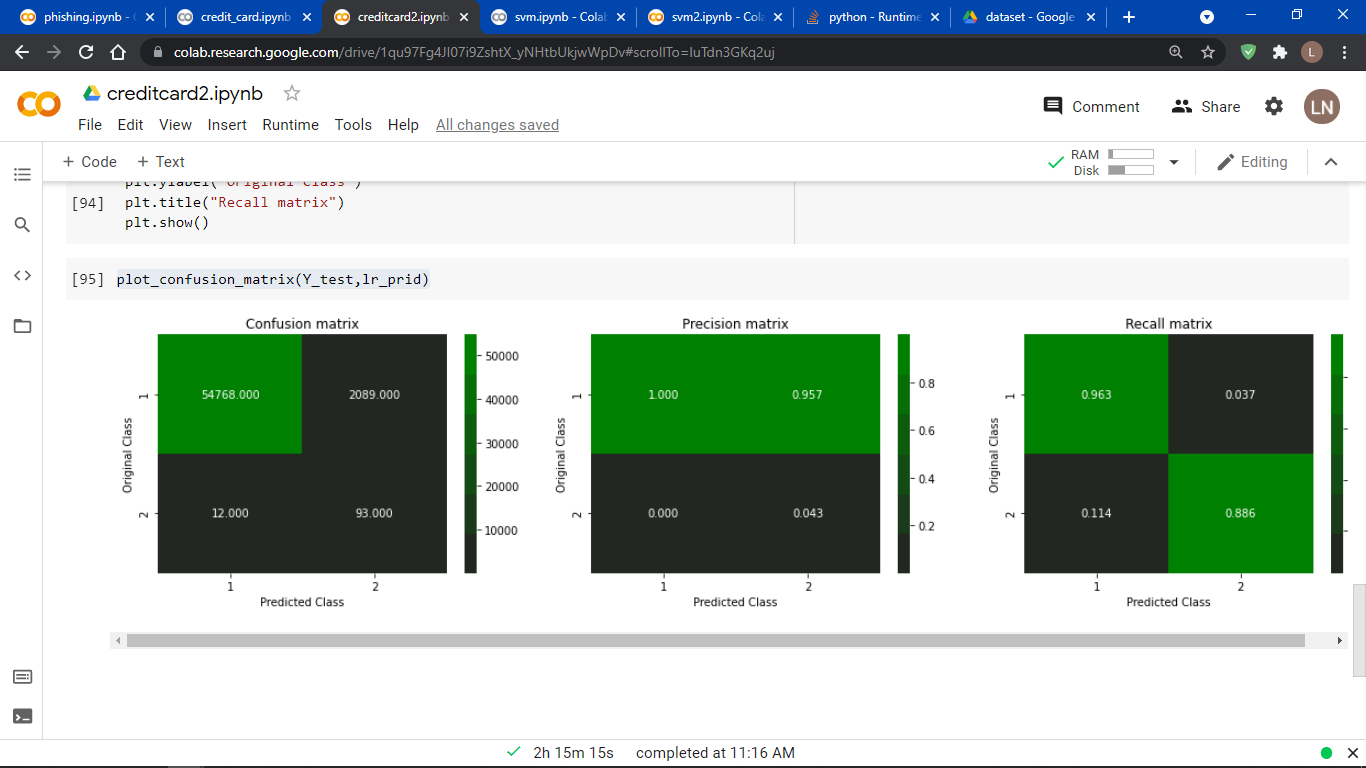 phishing.ipynb - 
credit_card.ipynb
creditcard2.ipynb
svm.ipynb - Cola
svm2.ipynb - Col
python - Runtime
dataset - Google
colab.research.google.com/drive/1qu97Fg4Jl07i9ZshtX_yNHtbUkjwWpDv#scrollTo=IuTdn3GKq2uj
L
creditcard2.ipynb
Comment
Share
LN
File Edit View Insert Runtime Tools Help All changes saved
+ Code + Text
RAM
Disk
Editing
plt.ylabel("Original Class")
[94] plt.title("Recall matrix")
plt.show()
[95] plot_confusion_matrix(Y_test,lr_prid)
Confusion matrix
54768.000 2089.000
12.000 93.000
1
2
Original Class
1 2
Predicted Class
50000
40000
30000
20000
10000
Precision matrix
1.000 0.957
0.000 0.043
1
2
Original Class
1 2
Predicted Class
0.8
0.6
0.4
0.2
Recall matrix
0.963 0.037
0.114 0.886
1
2
Original Class
1 2
Predicted Class
2h 15m 15s completed at 11:16 AM